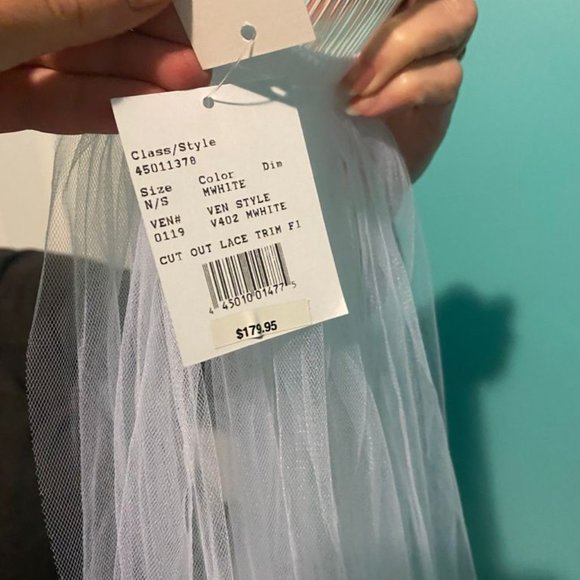 Class/Style
45011378
Size Color Dim
N/S MWHITE
VEN# VEN STYLE
0119 V402 MWHITE
CUT OUT LACE TRIM FI
4 45010 01477 5
$179.95